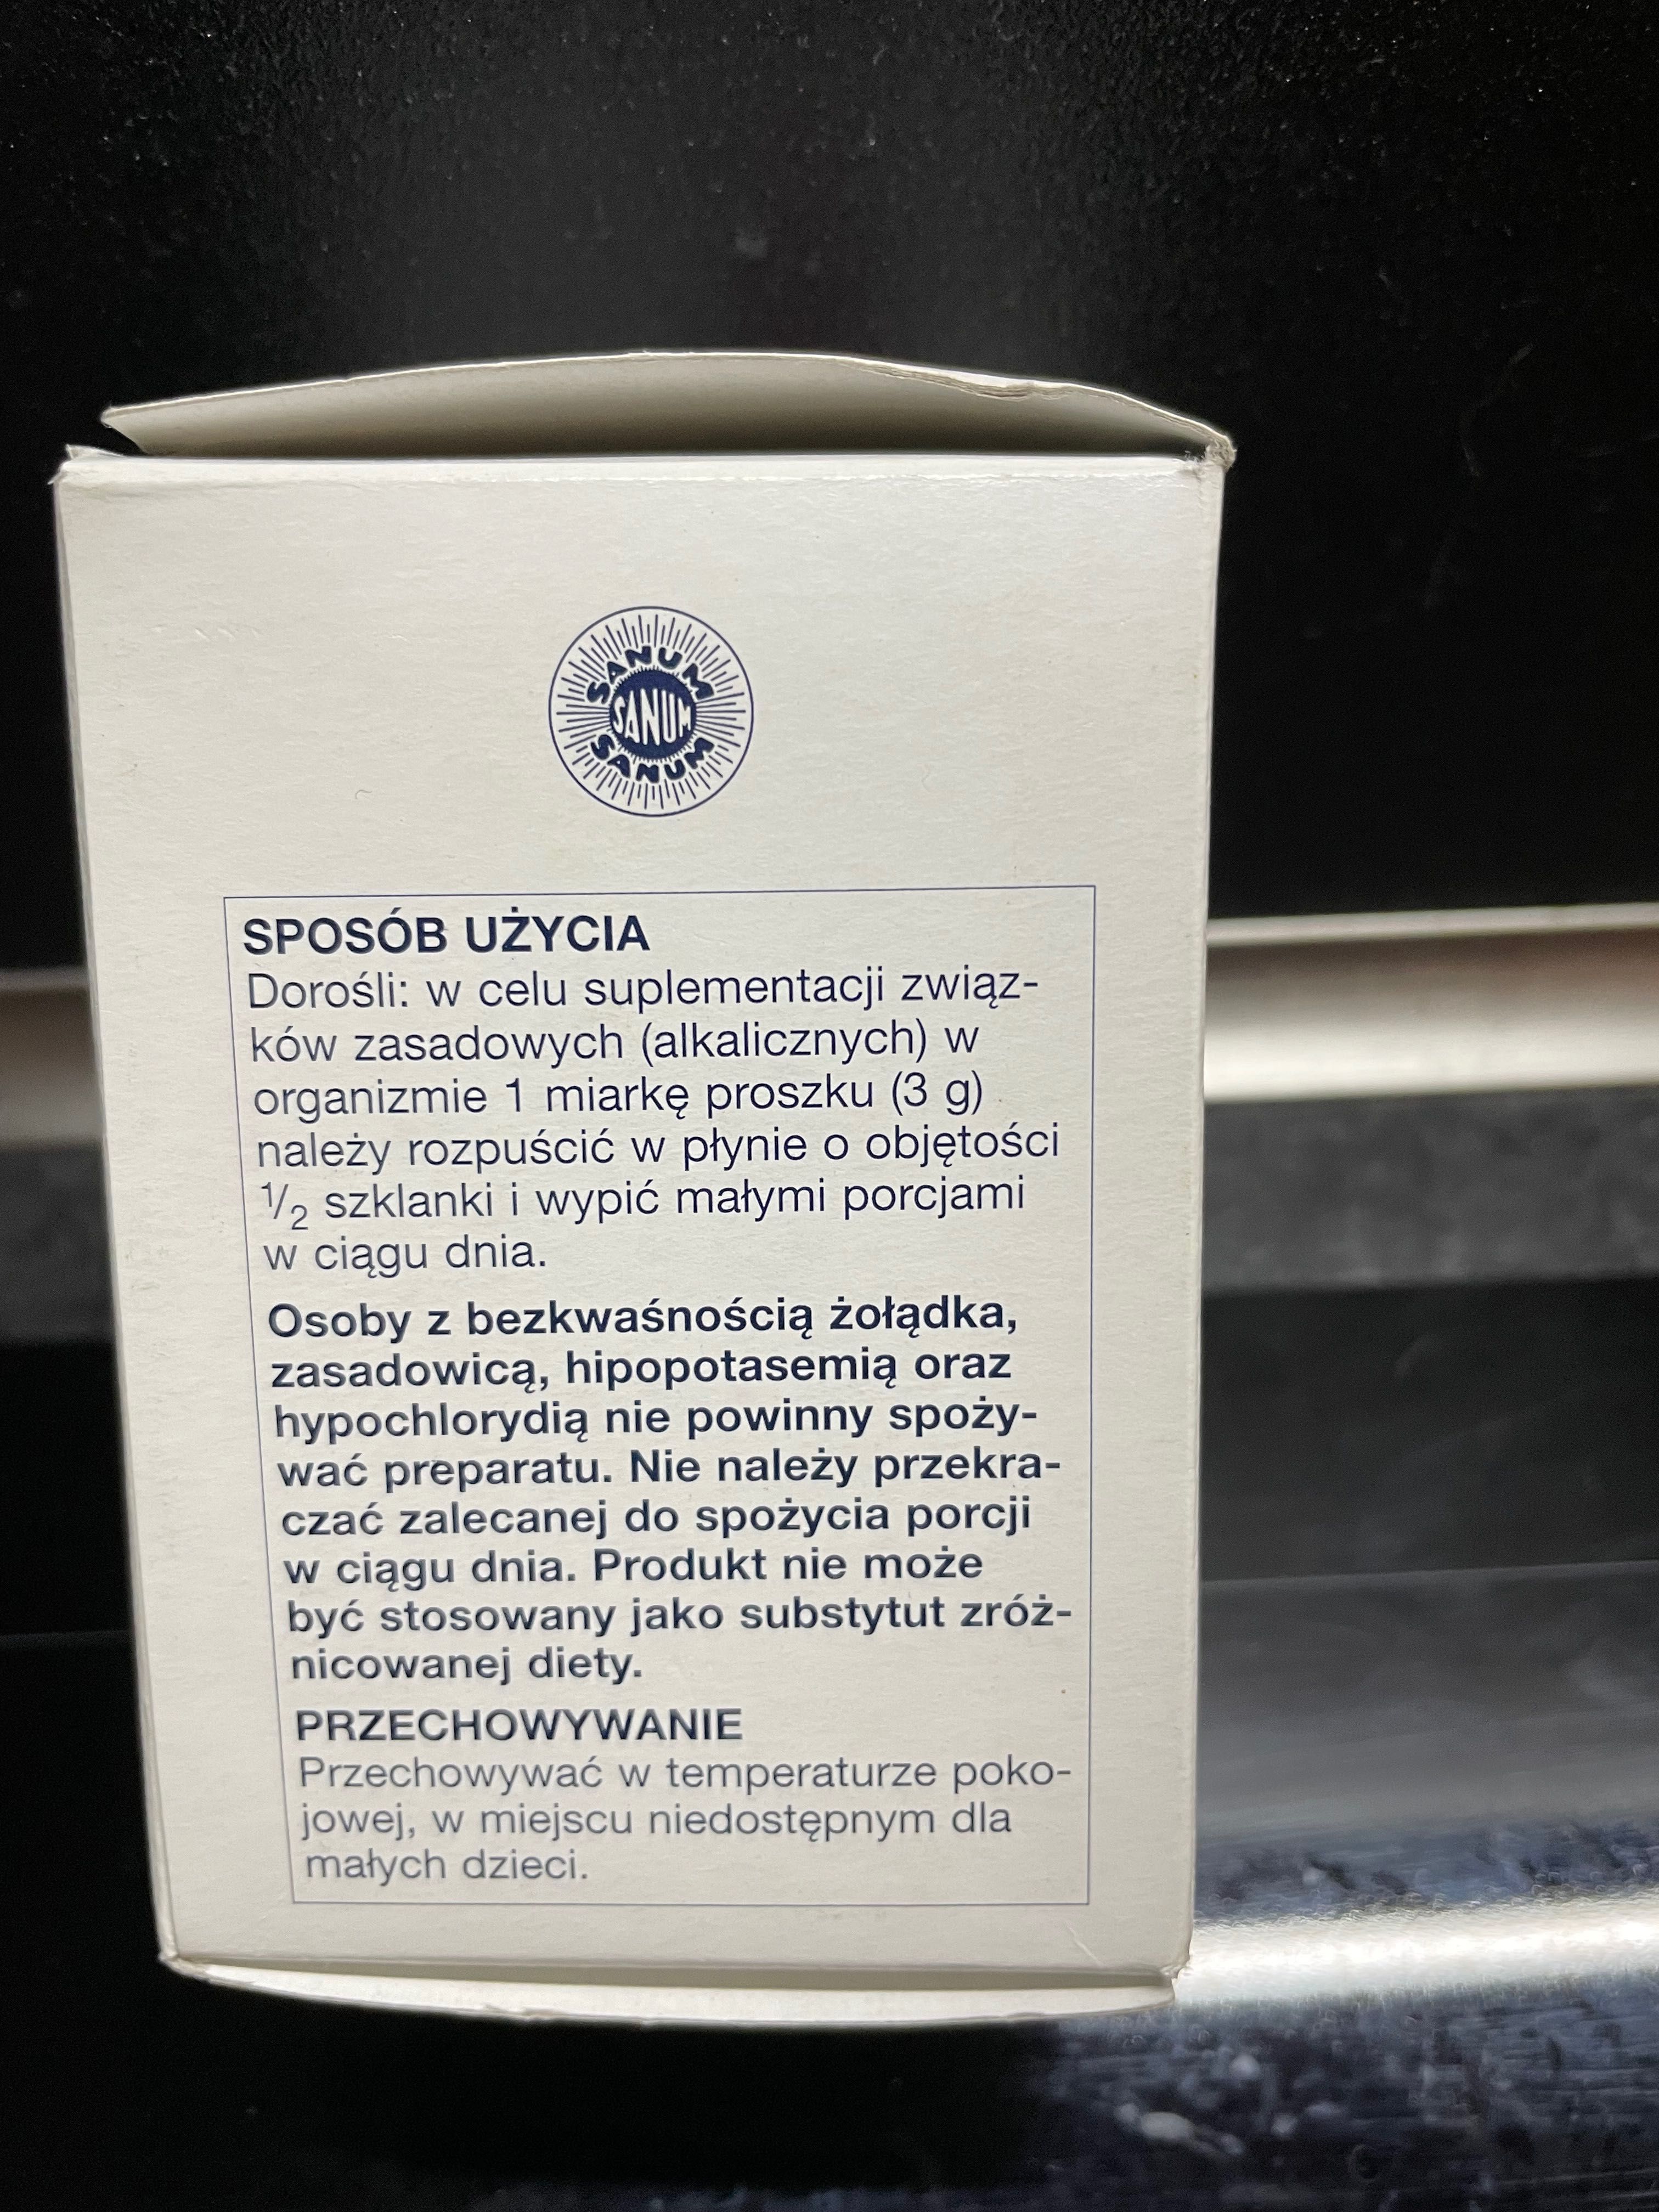 SANUM
SANUM
SANUM
SPOSÓB UŻYCIA
Dorośli: w celu suplementacji związ-
ków zasadowych (alkalicznych) w
organizmie 1 miarkę proszku (3 g)
należy rozpuścić w płynie o objętości
1/2 szklanki i wypić małymi porcjami
w ciągu dnia.
Osoby z bezkwaśnością żołądka,
zasadowicą, hipopotasemią oraz
hypochlorydią nie powinny spoży-
wać preparatu. Nie należy przekra-
czać zalecanej do spożycia porcji
w ciągu dnia. Produkt nie może
być stosowany jako substytut zróż-
nicowanej diety.
PRZECHOWYWANIE
Przechowywać w temperaturze poko-
jowej, w miejscu niedostępnym dla
małych dzieci.